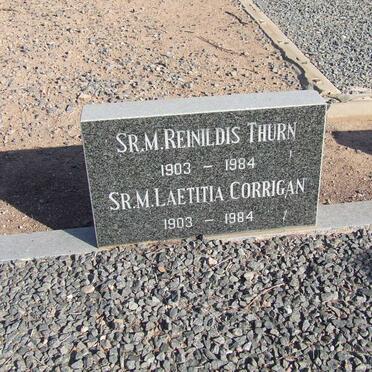 SR.M.REINILDIS THURN
1903 - 1984
SR.M.LAETITIA CORRIGAN
1903 - 1984